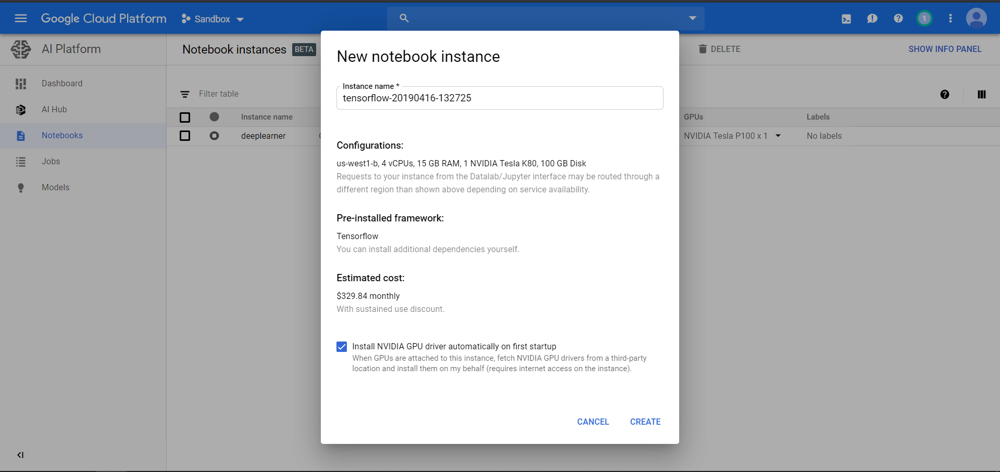 Google Cloud Platform
Sandbox
1
AI Platform
Notebook instances BETA
DELETE
SHOW INFO PANEL
Dashboard
AI Hub
Notebooks
Jobs
Models
Filter table
Instance name
GPUs
Labels
deeplearner
NVIDIA Tesla P100 x 1
No labels
New notebook instance
Instance name *
tensorflow-20190416-132725
Configurations:
us-west1-b, 4 vCPUs, 15 GB RAM, 1 NVIDIA Tesla K80, 100 GB Disk
Requests to your instance from the Datalab/Jupyter interface may be routed through a
different region than shown above depending on service availability.
Pre-installed framework:
Tensorflow
You can install additional dependencies yourself.
Estimated cost:
$329.84 monthly
With sustained use discount.
Install NVIDIA GPU driver automatically on first startup
When GPUs are attached to this instance, fetch NVIDIA GPU drivers from a third-party
location and install them on my behalf (requires internet access on the instance).
CANCEL
CREATE